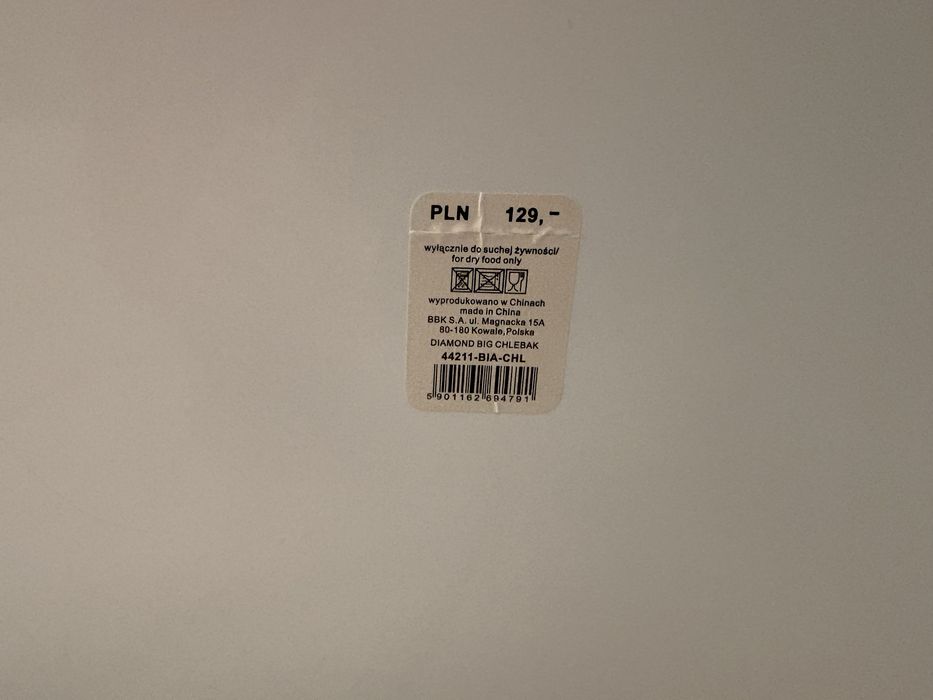 PLN 129,-
wyłącznie do suchej żywności/
for dry food only
wyprodukowano w Chinach
made in China
BBK S.A. ul. Magnacka 15A
80-180 Kowale,Polska
DIAMOND BIG CHLEBAK
44211-BIA-CHL
5 901162 694791